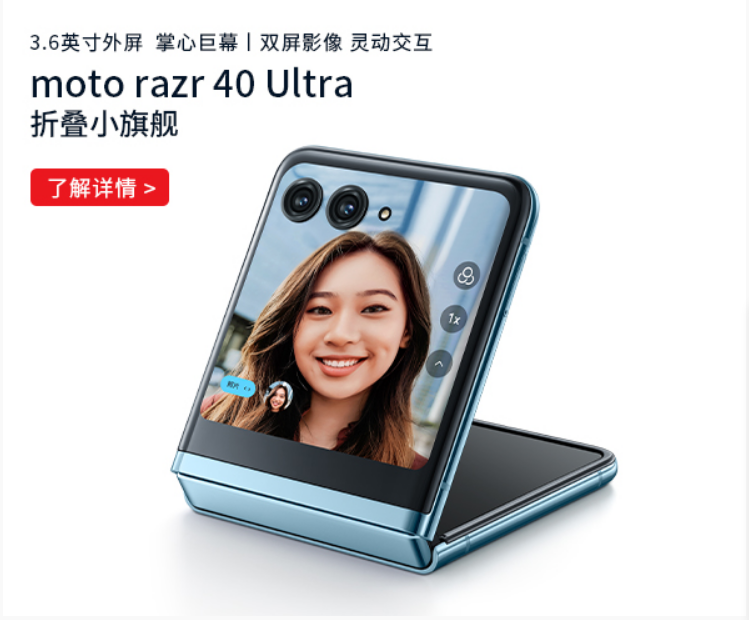 3.6英寸外屏 掌心巨幕丨双屏影像 灵动交互
moto razr 40 Ultra
折叠小旗舰
了解详情 >
1x
照片